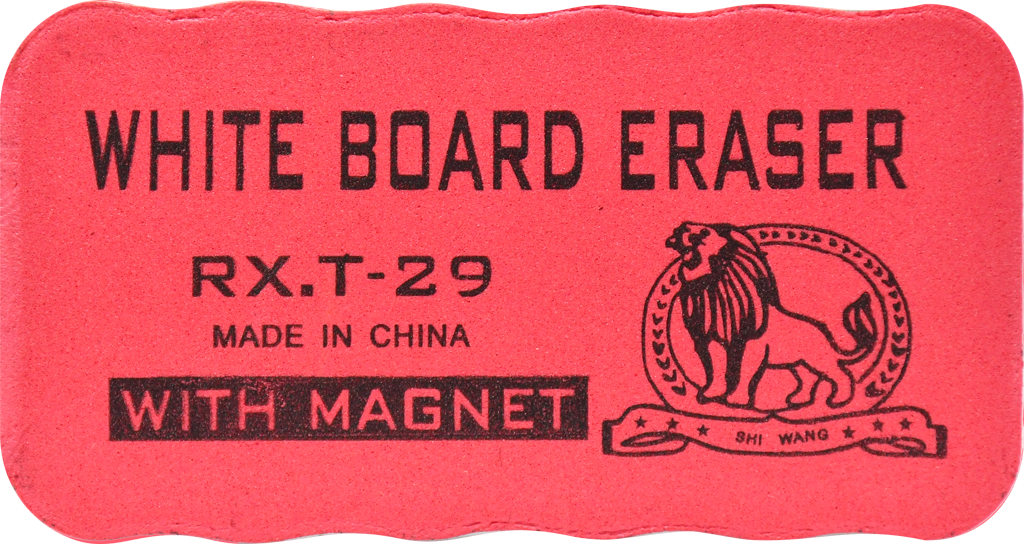 WHITE BOARD ERASER
RX.T-29
MADE IN CHINA
WITH MAGNET
SHI WANG